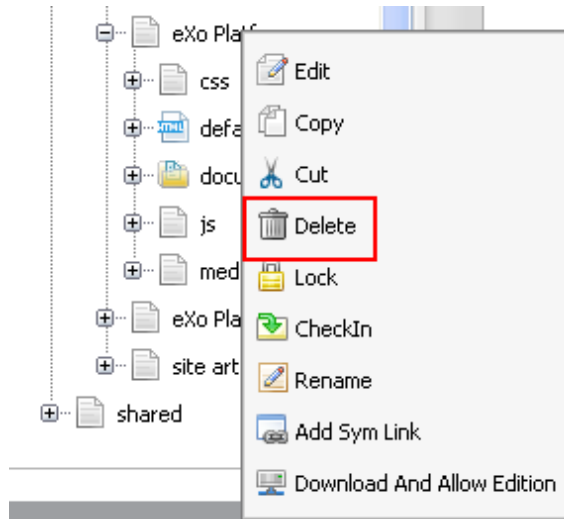 eXo Platf
css
defa
docu
js
med
eXo Pla
site art
shared
Edit
Copy
Cut
Delete
Lock
CheckIn
Rename
Add Sym Link
Download And Allow Edition